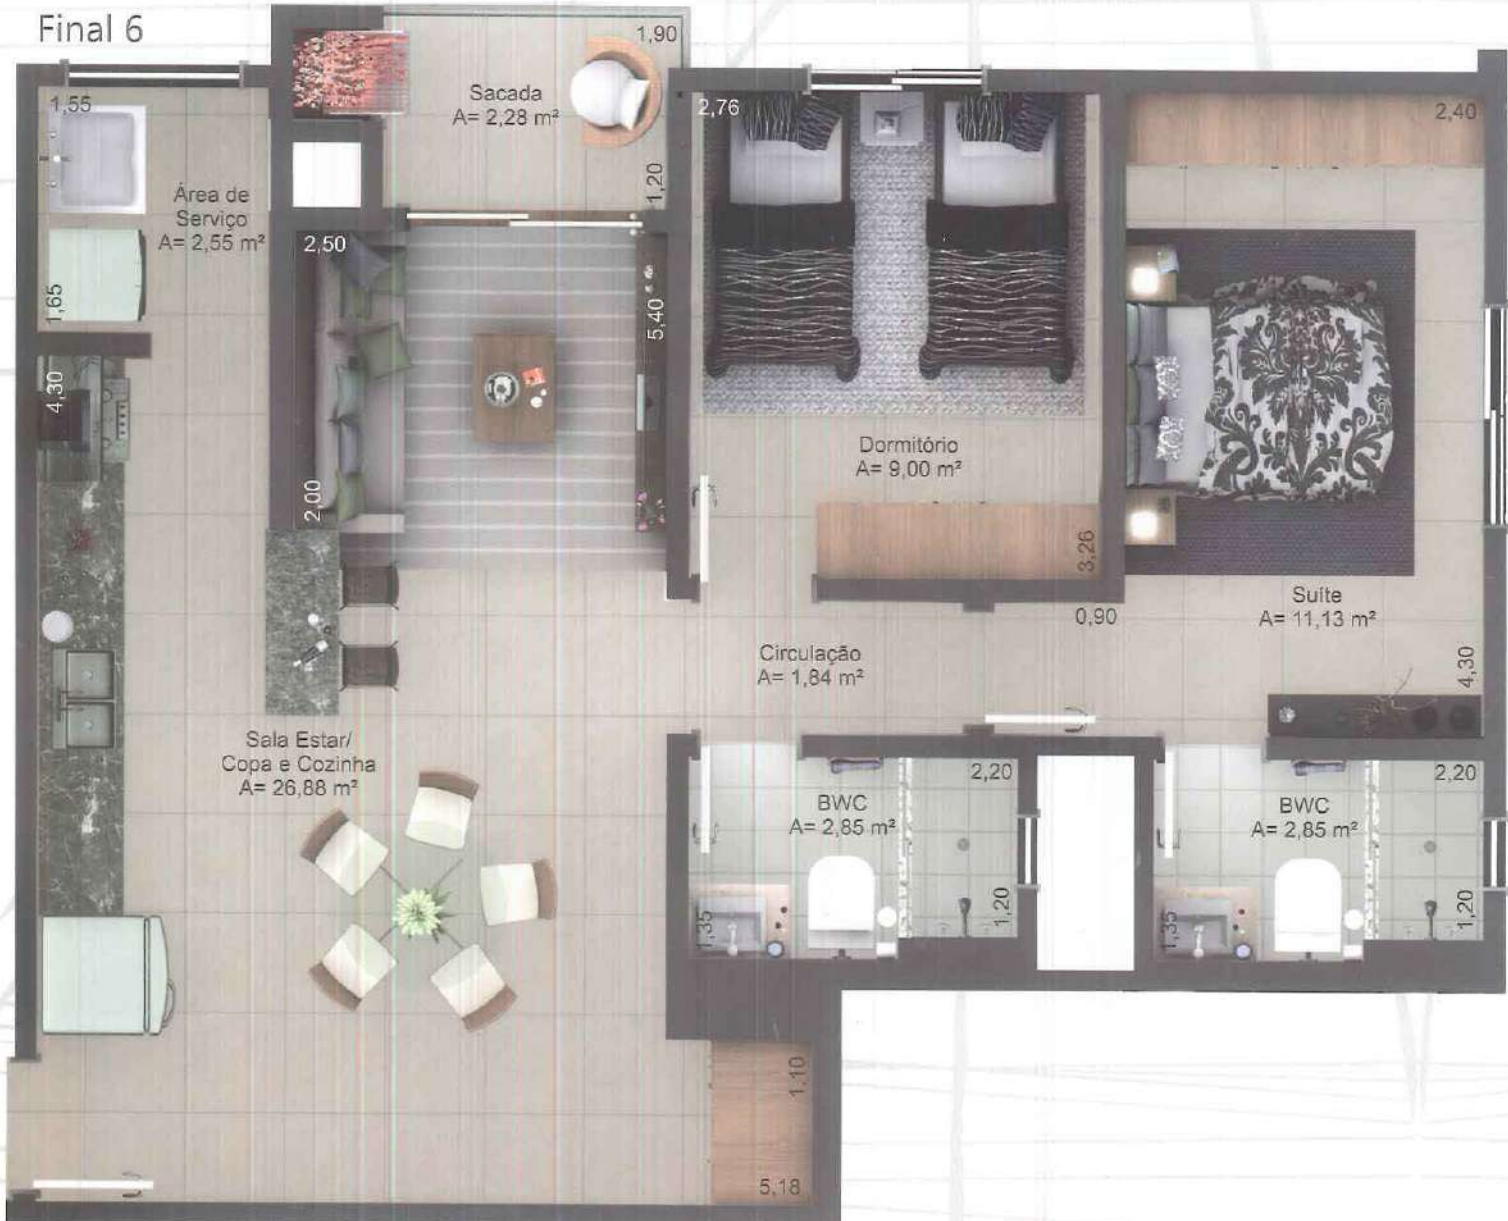 Final 6
1,90
Sacada
A= 2,28 m²
1,20
1,55
Área de
Serviço
A= 2,55 m²
1,65
2,50
5,40
2,00
4,30
2,76
Dormitório
A= 9,00 m²
3,26
2,40
Suíte
A= 11,13 m²
4,30
0,90
Circulação
A= 1,84 m²
Sala Estar/
Copa e Cozinha
A= 26,88 m²
2,20
BWC
A= 2,85 m²
1,35
1,20
2,20
BWC
A= 2,85 m²
1,35
1,20
1,10
5,18